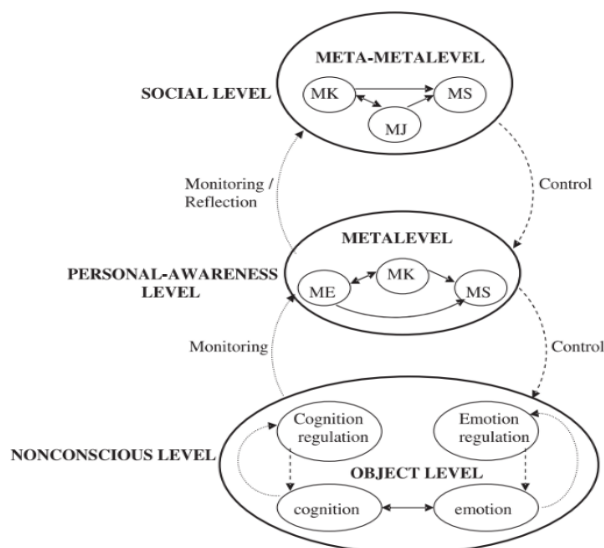 META-METALEVEL
SOCIAL LEVEL
MK
MS
MJ
Monitoring /
Reflection
Control
METALEVEL
PERSONAL-AWARENESS
LEVEL
ME
MK
MS
Monitoring
Control
Cognition
regulation
Emotion
regulation
NONCONSCIOUS LEVEL
OBJECT LEVEL
cognition
emotion